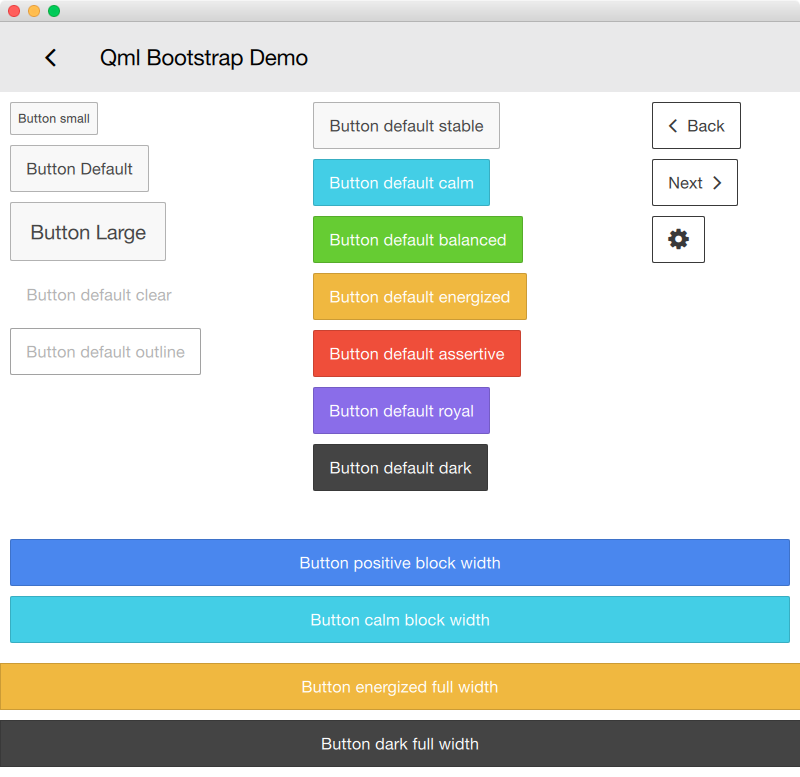 Qml Bootstrap Demo
Button small
Button Default
Button Large
Button default clear
Button default outline
Button default stable
Button default calm
Button default balanced
Button default energized
Button default assertive
Button default royal
Button default dark
Back
Next
Button positive block width
Button calm block width
Button energized full width
Button dark full width